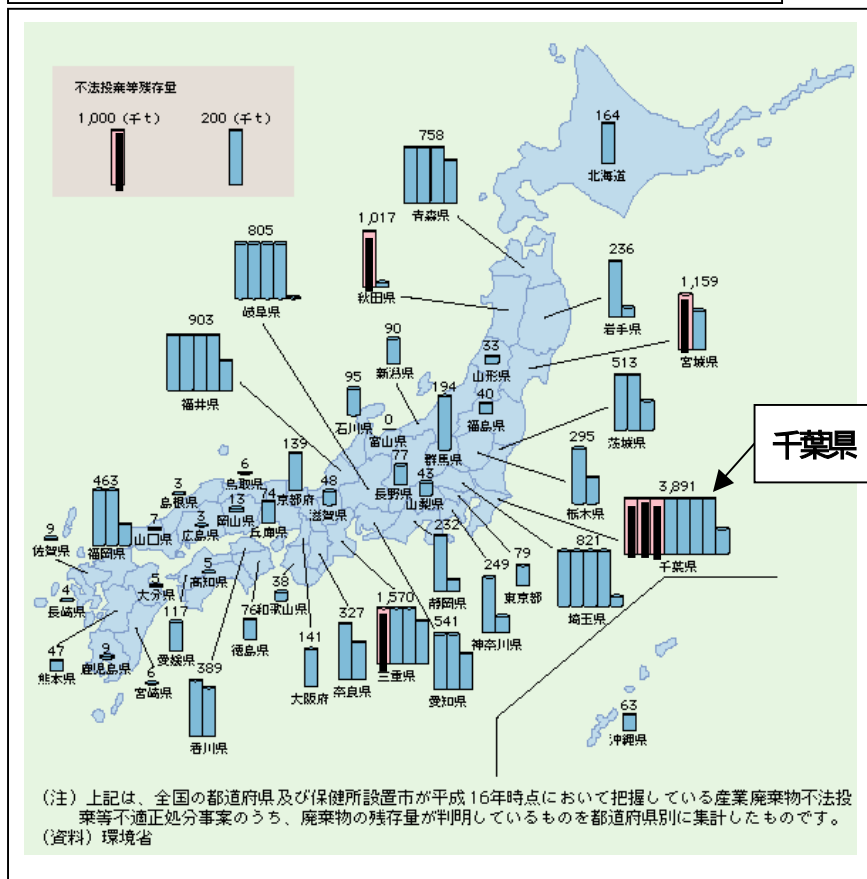 不法投棄等残存量
1,000 (千t)
200 (千t)
164
北海道
758
青森県
1,017
秋田県
236
岩手県
1,159
宮城県
805
岐阜県
903
福井県
90
新潟県
33
山形県
40
福島県
513
茨城県
95
石川県
0
富山県
194
群馬県
295
栃木県
千葉県
3,891
千葉県
139
京都府
48
滋賀県
77
長野県
43
山梨県
6
鳥取県
3
島根県
13
岡山県
74
兵庫県
463
福岡県
7
山口県
3
広島県
9
佐賀県
232
静岡県
249
神奈川県
79
東京都
821
埼玉県
4
長崎県
5
大分県
5
高知県
38
和歌山県
47
熊本県
9
鹿児島県
6
宮崎県
117
愛媛県
389
香川県
76
徳島県
141
大阪府
327
奈良県
1,570
三重県
541
愛知県
63
沖縄県
(注) 上記は、全国の都道府県及び保健所設置市が平成16年時点において把握している産業廃棄物不法投
棄等不適正処分事案のうち、廃棄物の残存量が判明しているものを都道府県別に集計したものです。
(資料) 環境省